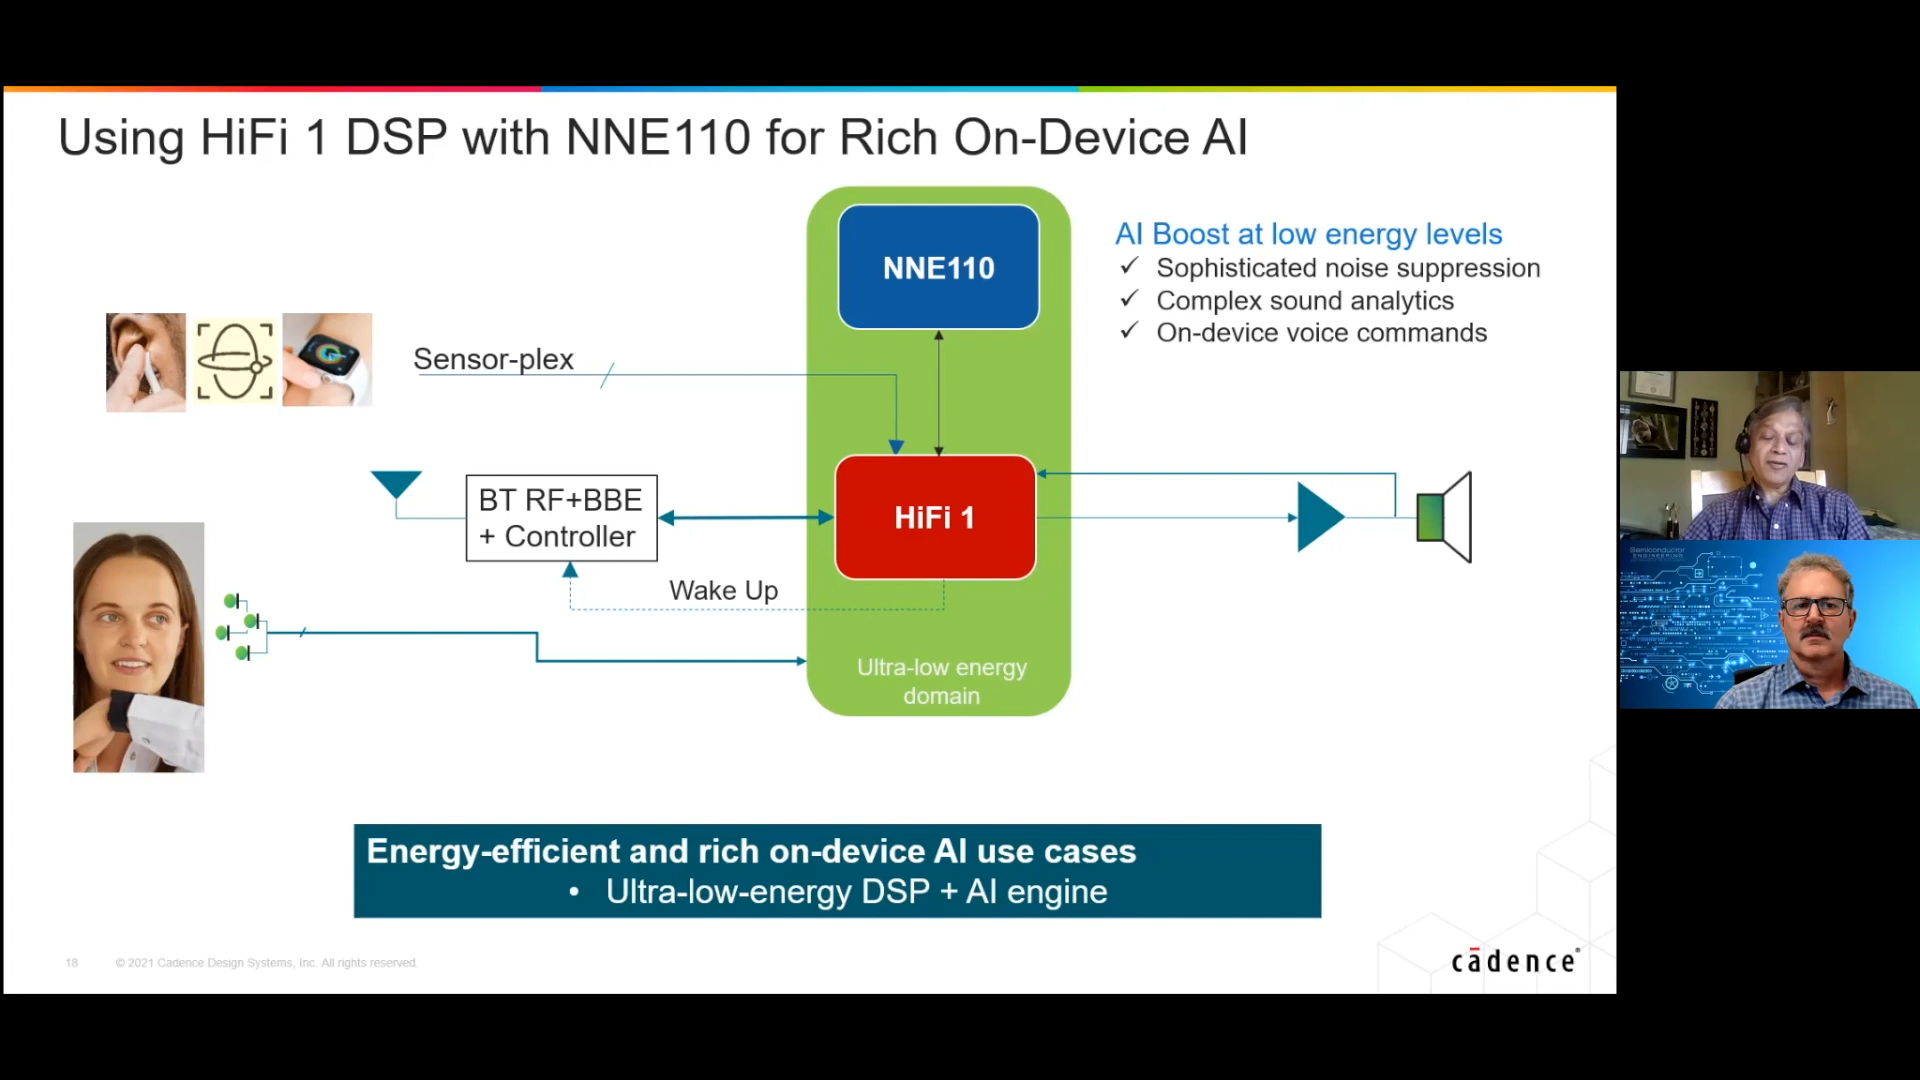 Using HiFi 1 DSP with NNE110 for Rich On-Device AI
NNE110
AI Boost at low energy levels
✓ Sophisticated noise suppression
✓ Complex sound analytics
✓ On-device voice commands
Sensor-plex
BT RF+BBE
+ Controller
HiFi 1
Wake Up
Ultra-low energy
domain
Semiconductor
ENGINEERING
Energy-efficient and rich on-device AI use cases
• Ultra-low-energy DSP + AI engine
18
© 2021 Cadence Design Systems, Inc. All rights reserved.
cādence®